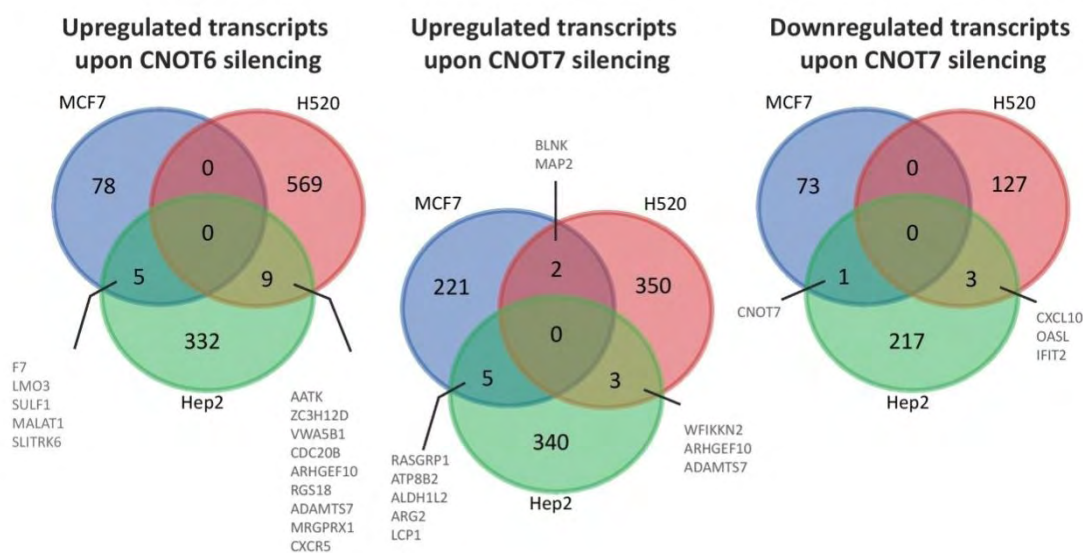 Upregulated transcripts
upon CNOT6 silencing
MCF7
H520
78
0
569
0
5
9
332
Hep2
F7
LMO3
SULF1
MALAT1
SLITRK6
AATK
ZC3H12D
VWA5B1
CDC20B
ARHGEF10
RGS18
ADAMTS7
MRGPRX1
CXCR5
Upregulated transcripts
upon CNOT7 silencing
BLNK
MAP2
MCF7
H520
221
2
350
0
5
3
340
Hep2
RASGRP1
ATP8B2
ALDH1L2
ARG2
LCP1
WFIKKN2
ARHGEF10
ADAMTS7
Downregulated transcripts
upon CNOT7 silencing
MCF7
H520
73
0
127
0
1
3
217
Hep2
CNOT7
CXCL10
OASL
IFIT2